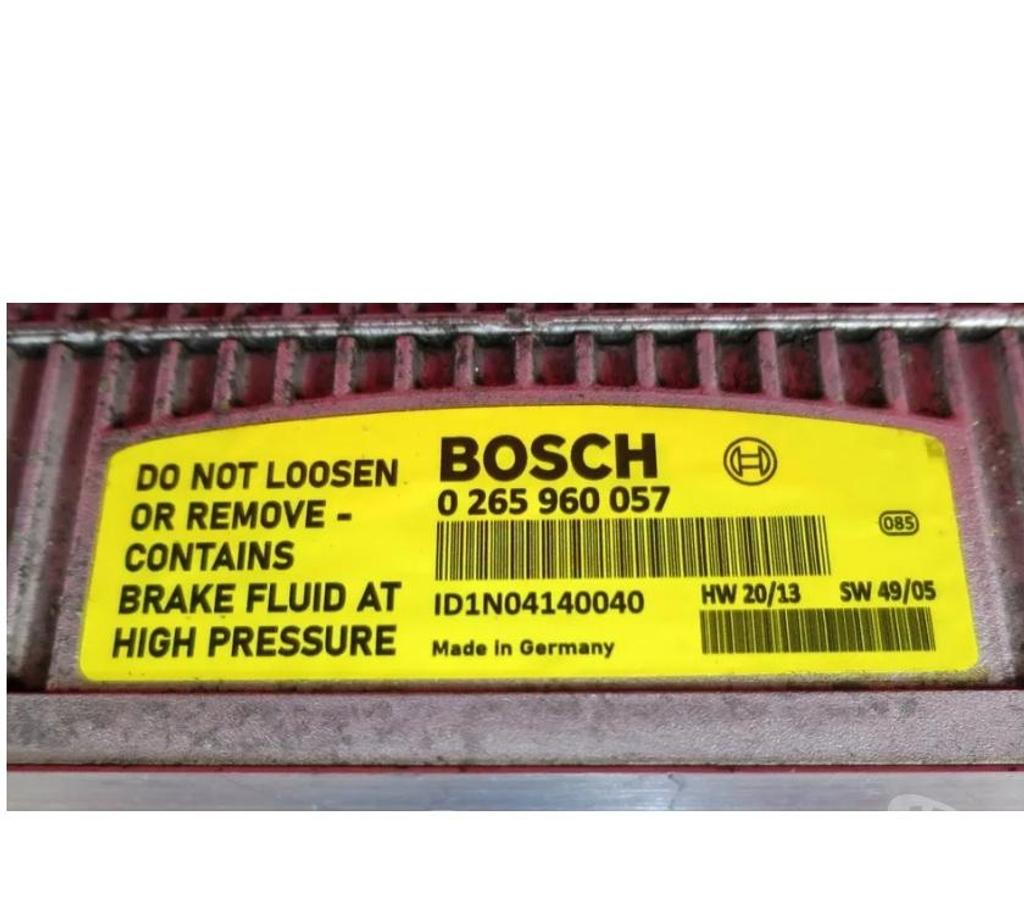 DO NOT LOOSEN
OR REMOVE -
CONTAINS
BRAKE FLUID AT
HIGH PRESSURE
BOSCH
0 265 960 057
085
ID1N04140040
HW 20/13 SW 49/05
Made in Germany